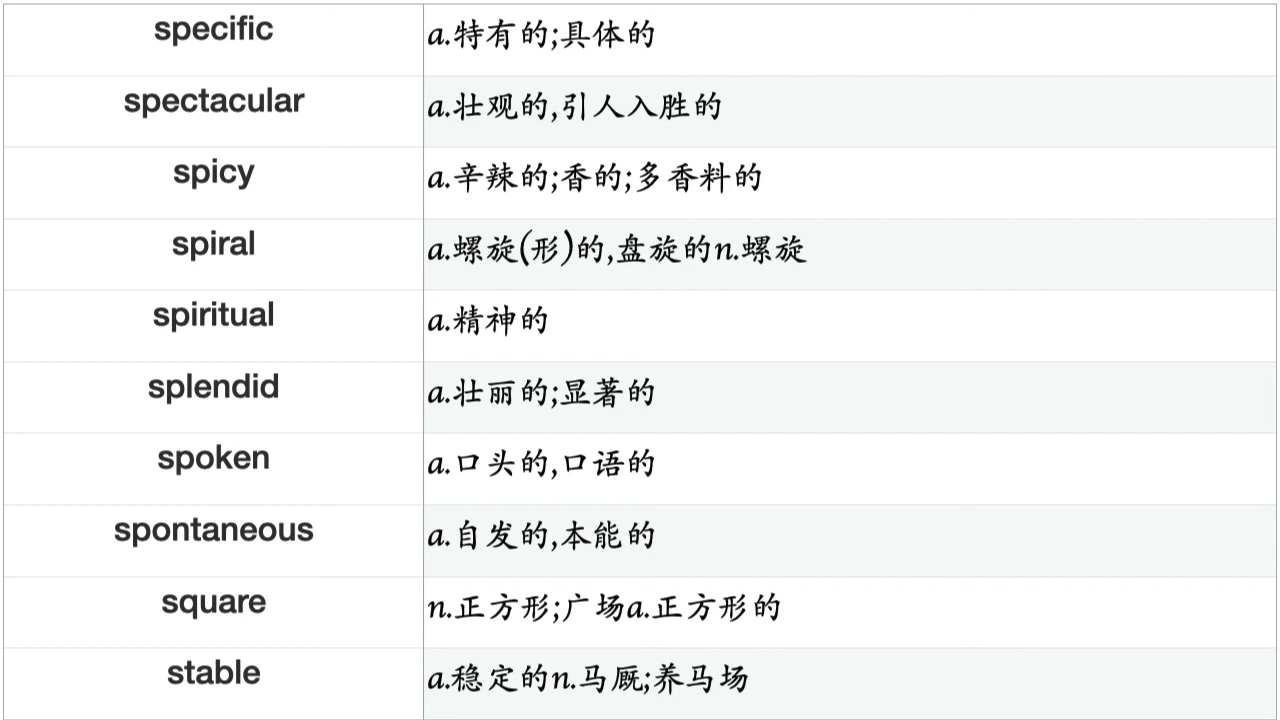 specific a.特有的;具体的
spectacular a.壮观的,引人入胜的
spicy a.辛辣的;香的;多香料的
spiral a.螺旋(形)的,盘旋的n.螺旋
spiritual a.精神的
splendid a.壮丽的;显著的
spoken a.口头的,口语的
spontaneous a.自发的,本能的
square n.正方形;广场a.正方形的
stable a.稳定的n.马厩;养马场